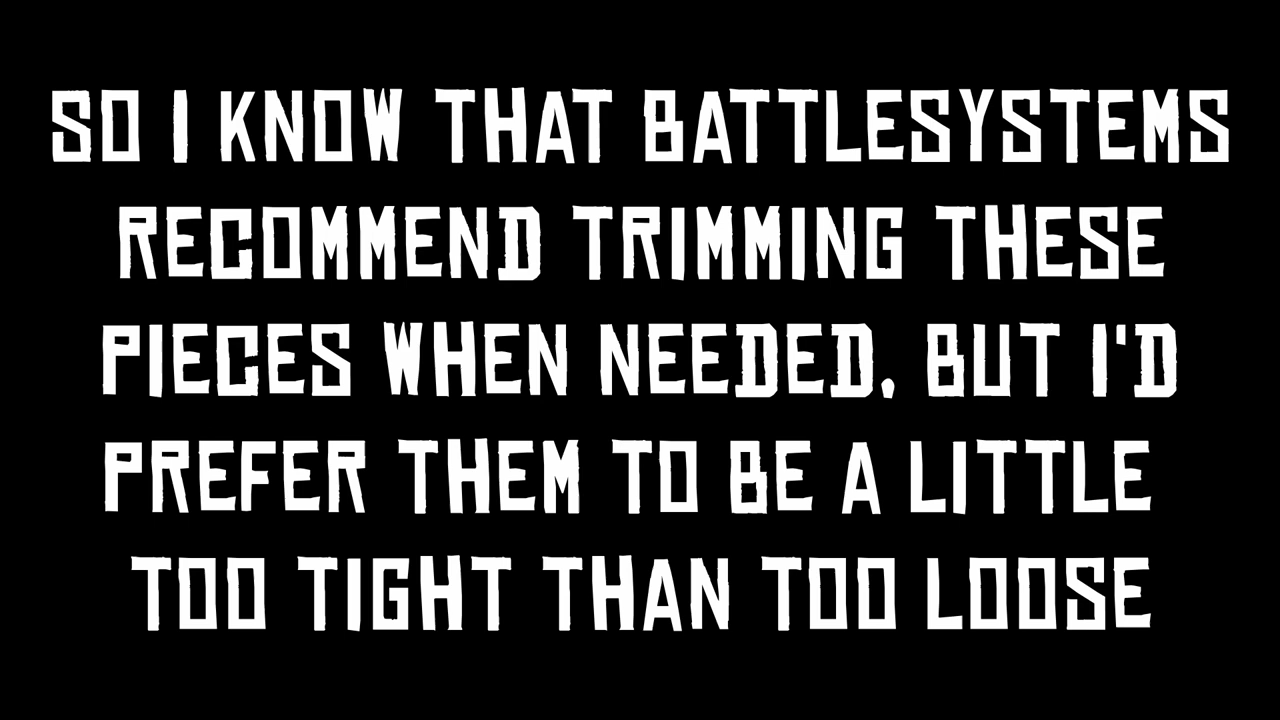 SO I KNOW THAT BATTLESYSTEMS
RECOMMEND TRIMMING THESE
PIECES WHEN NEEDED, BUT I'D
PREFER THEM TO BE A LITTLE
TOO TIGHT THAN TOO LOOSE